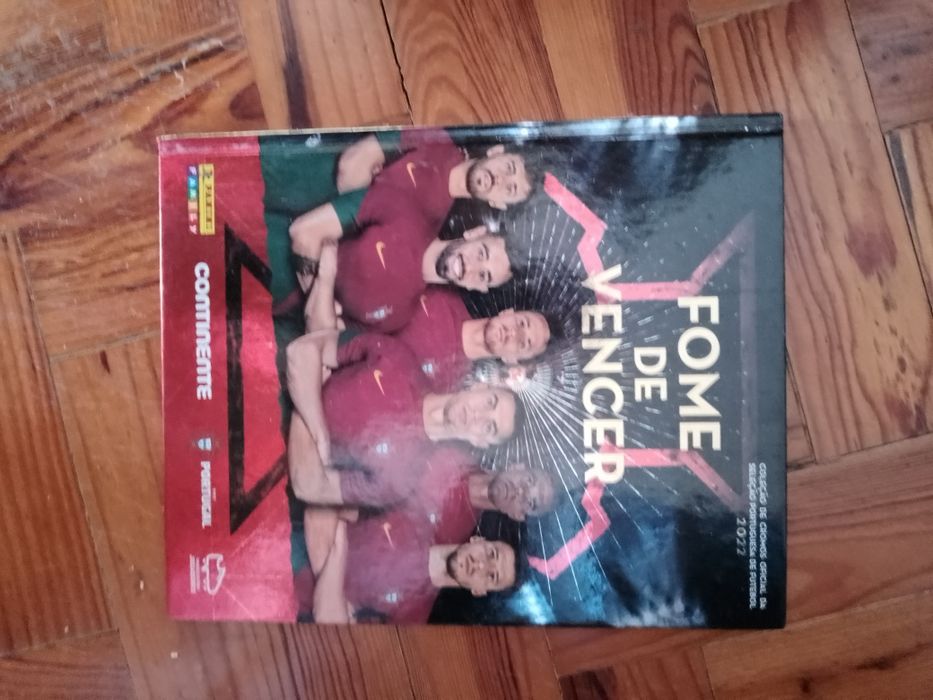 COLEÇÃO DE CROMOS OFICIAL DA
SELEÇÃO PORTUGUESA DE FUTEBOL
2022
FOME
DE
VENCER
PANINI
FAMILY
CONTINENTE
PORTUGAL